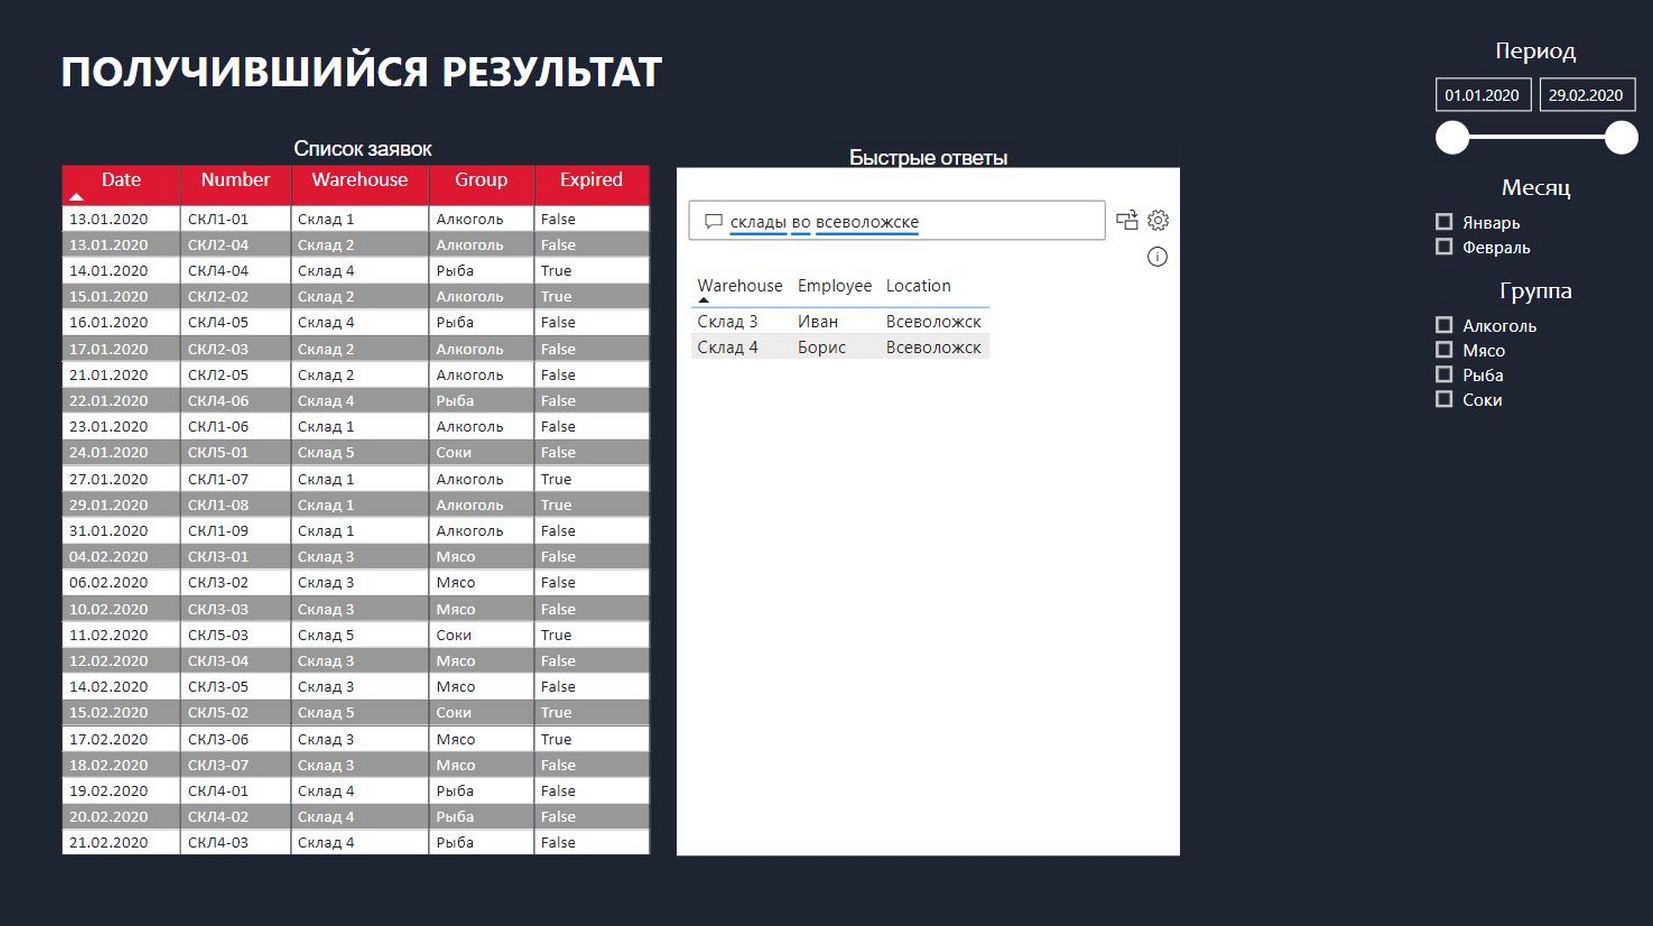 ПОЛУЧИВШИЙСЯ РЕЗУЛЬТАТ
Список заявок
Date Number Warehouse Group Expired
13.01.2020 СКЛ1-01 Склад 1 Алкоголь False
13.01.2020 СКЛ2-04 Склад 2 Алкоголь False
14.01.2020 СКЛ4-04 Склад 4 Рыба True
15.01.2020 СКЛ2-02 Склад 2 Алкоголь True
16.01.2020 СКЛ4-05 Склад 4 Рыба False
17.01.2020 СКЛ2-03 Склад 2 Алкоголь False
21.01.2020 СКЛ2-05 Склад 2 Алкоголь False
22.01.2020 СКЛ4-06 Склад 4 Рыба False
23.01.2020 СКЛ1-06 Склад 1 Алкоголь False
24.01.2020 СКЛ5-01 Склад 5 Соки False
27.01.2020 СКЛ1-07 Склад 1 Алкоголь True
29.01.2020 СКЛ1-08 Склад 1 Алкоголь True
31.01.2020 СКЛ1-09 Склад 1 Алкоголь False
04.02.2020 СКЛ3-01 Склад 3 Мясо False
06.02.2020 СКЛ3-02 Склад 3 Мясо False
10.02.2020 СКЛ3-03 Склад 3 Мясо False
11.02.2020 СКЛ5-03 Склад 5 Соки True
12.02.2020 СКЛ3-04 Склад 3 Мясо False
14.02.2020 СКЛ3-05 Склад 3 Мясо False
15.02.2020 СКЛ5-02 Склад 5 Соки True
17.02.2020 СКЛ3-06 Склад 3 Мясо True
18.02.2020 СКЛ3-07 Склад 3 Мясо False
19.02.2020 СКЛ4-01 Склад 4 Рыба False
20.02.2020 СКЛ4-02 Склад 4 Рыба False
21.02.2020 СКЛ4-03 Склад 4 Рыба False
Быстрые ответы
склады во всеволожске
Warehouse Employee Location
Склад 3 Иван Всеволожск
Склад 4 Борис Всеволожск
Период
01.01.2020 29.02.2020
Месяц
Январь
Февраль
Группа
Алкоголь
Мясо
Рыба
Соки